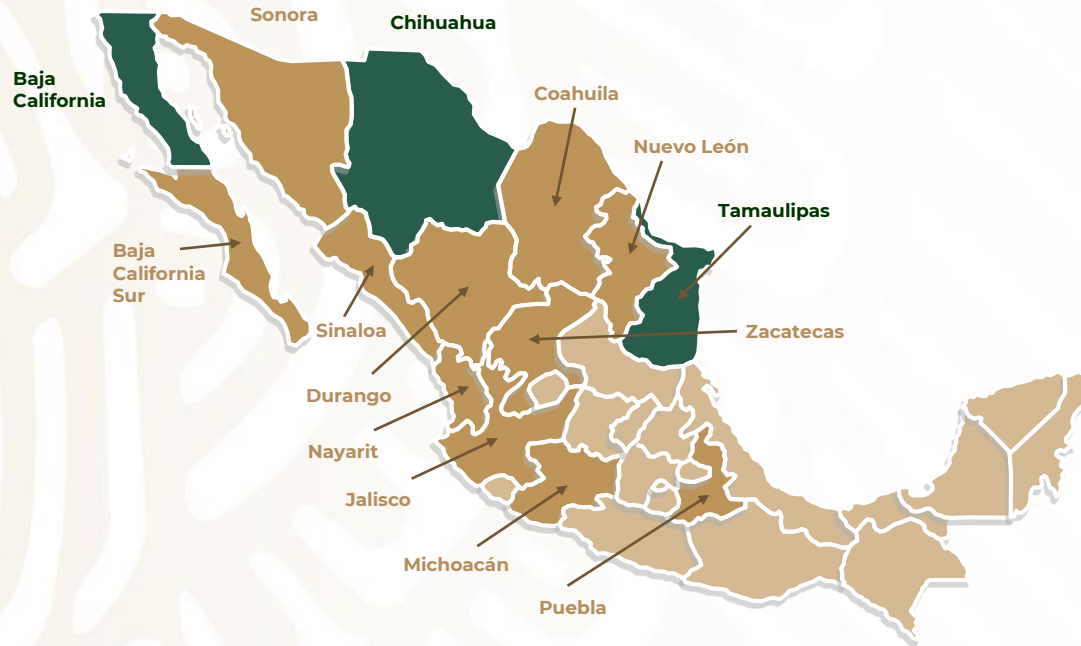 Sonora
Chihuahua
Baja
California
Coahuila
Nuevo León
Tamaulipas
Baja
California
Sur
Sinaloa
Zacatecas
Durango
Nayarit
Jalisco
Michoacán
Puebla